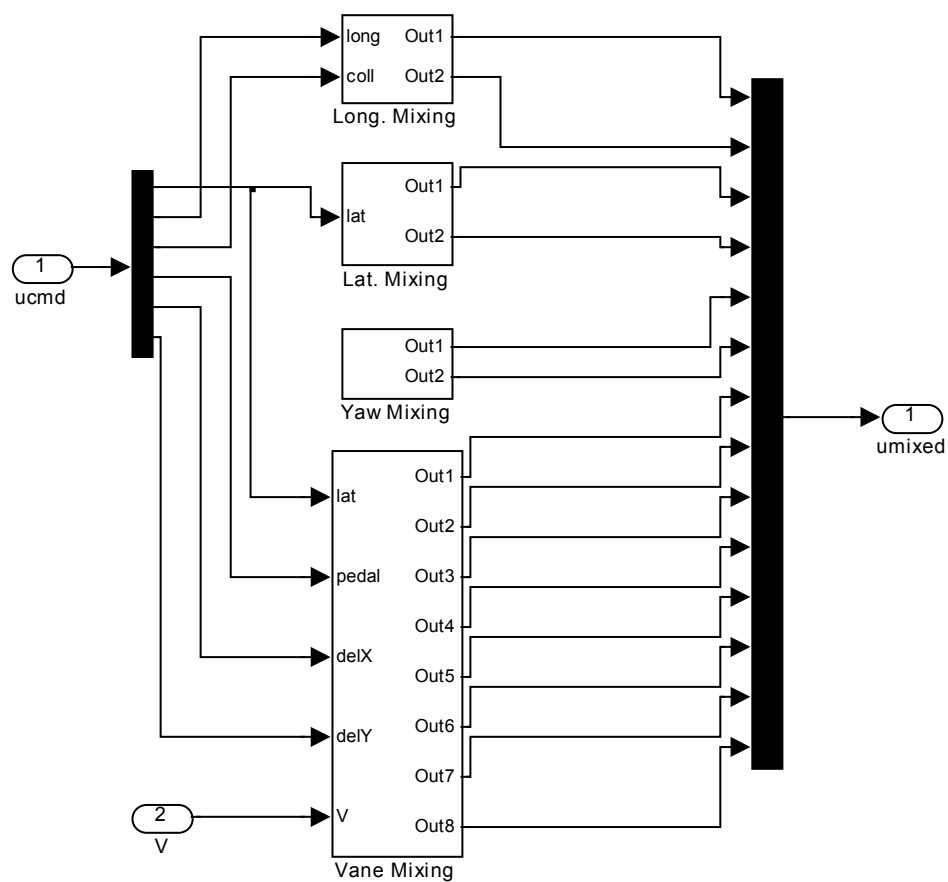 long
Out1
coll
Out2
Long. Mixing
Out1
lat
Out2
Lat. Mixing
1
ucmd
Out1
Out2
Yaw Mixing
1
umixed
Out1
lat
Out2
pedal
Out3
Out4
delX
Out5
Out6
delY
Out7
2
V
V
Out8
Vane Mixing